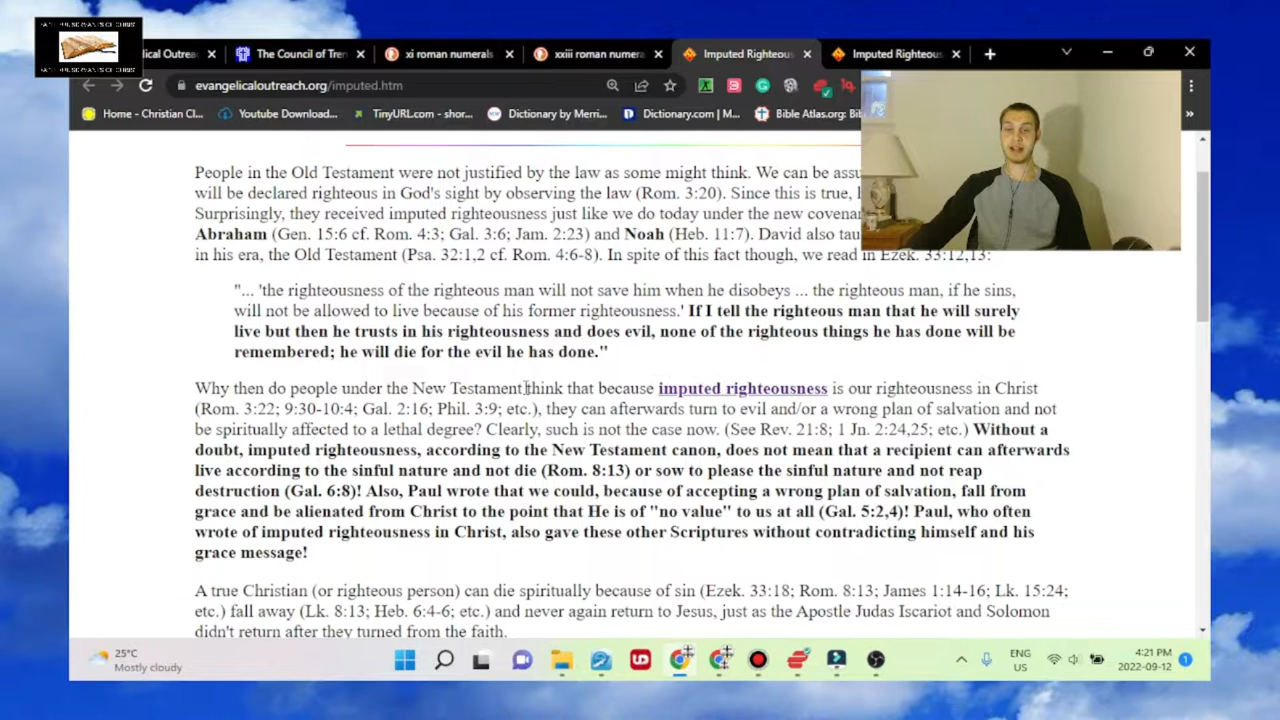 FAITHFUL SERVANTS OF CHRIST
FAITHFUL SERVANTS OF CHRIST
ical Outrea
The Council of Tren
xi roman numerals
xxiii roman numera
Imputed Righteous
Imputed Righteous
evangelicaloutreach.org/imputed.htm
Home - Christian Cl...
Youtube Download...
TinyURL.com - shor...
Dictionary by Merri...
Dictionary.com | M...
Bible Atlas.org: Bib
»
People in the Old Testament were not justified by the law as some might think. We can be assu
will be declared righteous in God's sight by observing the law (Rom. 3:20). Since this is true, h
Surprisingly, they received imputed righteousness just like we do today under the new covenan
Abraham (Gen. 15:6 cf. Rom. 4:3; Gal. 3:6; Jam. 2:23) and Noah (Heb. 11:7). David also tau
in his era, the Old Testament (Psa. 32:1,2 cf. Rom. 4:6-8). In spite of this fact though, we read in Ezek. 33:12,13:
"... 'the righteousness of the righteous man will not save him when he disobeys ... the righteous man, if he sins,
will not be allowed to live because of his former righteousness.' If I tell the righteous man that he will surely
live but then he trusts in his righteousness and does evil, none of the righteous things he has done will be
remembered; he will die for the evil he has done."
Why then do people under the New Testament think that because imputed righteousness is our righteousness in Christ
(Rom. 3:22; 9:30-10:4; Gal. 2:16; Phil. 3:9; etc.), they can afterwards turn to evil and/or a wrong plan of salvation and not
be spiritually affected to a lethal degree? Clearly, such is not the case now. (See Rev. 21:8; 1 Jn. 2:24,25; etc.) Without a
doubt, imputed righteousness, according to the New Testament canon, does not mean that a recipient can afterwards
live according to the sinful nature and not die (Rom. 8:13) or sow to please the sinful nature and not reap
destruction (Gal. 6:8)! Also, Paul wrote that we could, because of accepting a wrong plan of salvation, fall from
grace and be alienated from Christ to the point that He is of "no value" to us at all (Gal. 5:2,4)! Paul, who often
wrote of imputed righteousness in Christ, also gave these other Scriptures without contradicting himself and his
grace message!
A true Christian (or righteous person) can die spiritually because of sin (Ezek. 33:18; Rom. 8:13; James 1:14-16; Lk. 15:24;
etc.) fall away (Lk. 8:13; Heb. 6:4-6; etc.) and never again return to Jesus, just as the Apostle Judas Iscariot and Solomon
didn't return after they turned from the faith.
25°C
Mostly cloudy
ENG
US
4:21 PM
2022-09-12
1